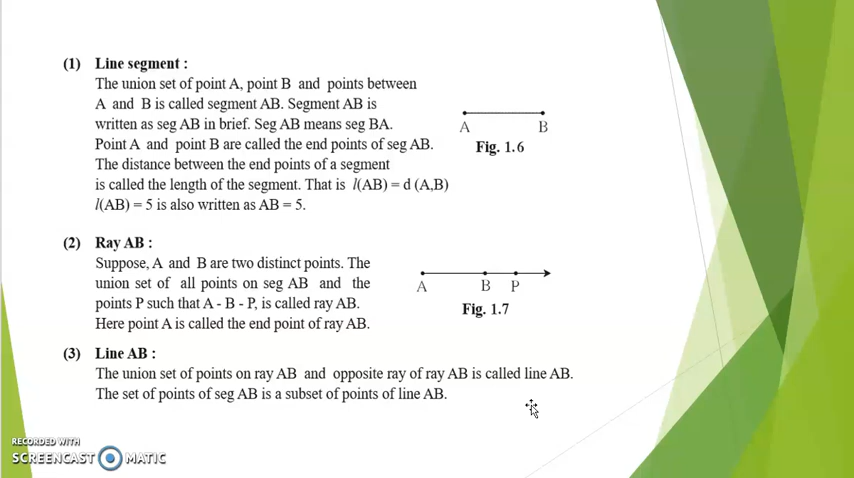 (1) Line segment :
The union set of point A, point B and points between
A and B is called segment AB. Segment AB is
written as seg AB in brief. Seg AB means seg BA.
Point A and point B are called the end points of seg AB.
The distance between the end points of a segment
is called the length of the segment. That is l(AB) = d (A,B)
l(AB) = 5 is also written as AB = 5.
A B
Fig. 1.6
(2) Ray AB :
Suppose, A and B are two distinct points. The
union set of all points on seg AB and the
points P such that A - B - P, is called ray AB.
Here point A is called the end point of ray AB.
A B P
Fig. 1.7
(3) Line AB :
The union set of points on ray AB and opposite ray of ray AB is called line AB.
The set of points of seg AB is a subset of points of line AB.
RECORDED WITH
SCREENCAST MATIC